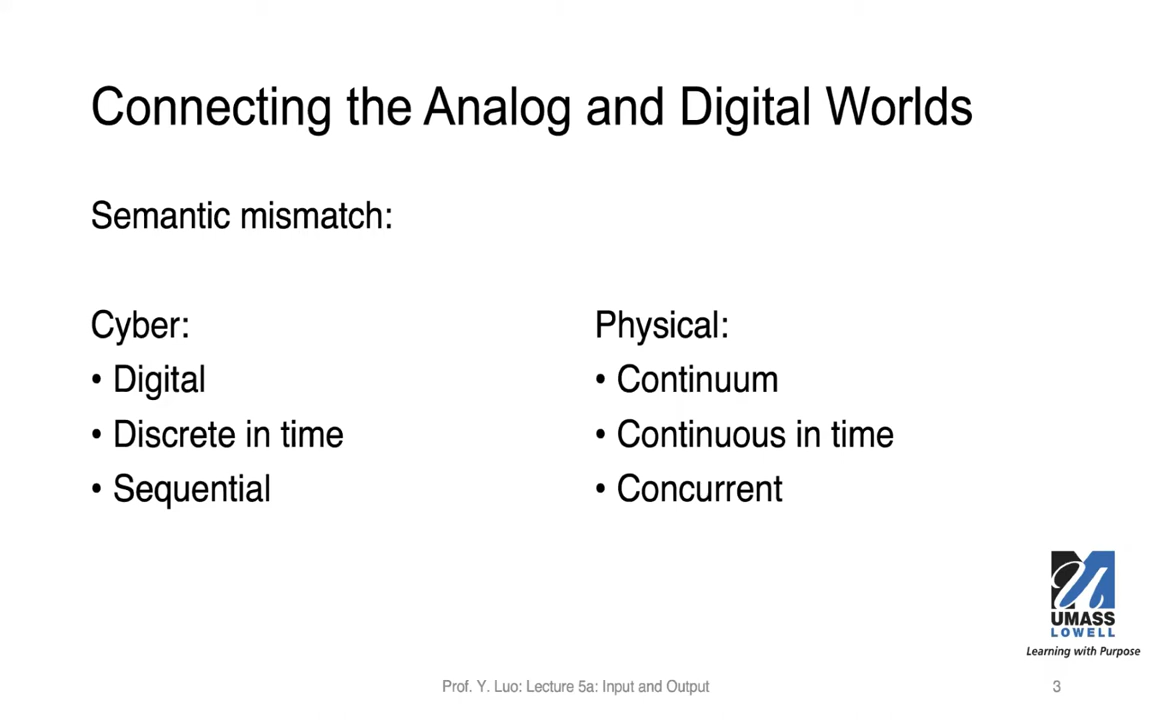 Connecting the Analog and Digital Worlds
Semantic mismatch:
Cyber:
• Digital
• Discrete in time
• Sequential
Physical:
• Continuum
• Continuous in time
• Concurrent
UMASS
LOWELL
Learning with Purpose
Prof. Y. Luo: Lecture 5a: Input and Output
3